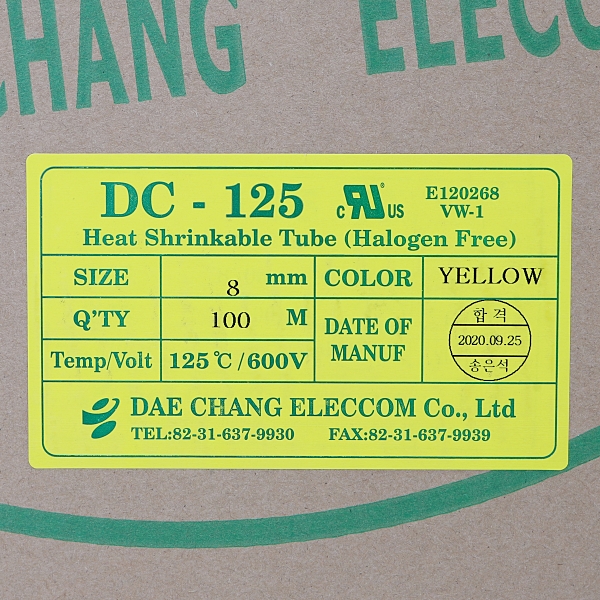 CHANG ELECCO
DC - 125 c RU ® US E120268
VW-1
Heat Shrinkable Tube (Halogen Free)
SIZE 8 mm COLOR YELLOW
Q'TY 100 M DATE OF MANUF 합격 2020.09.25 송은석
Temp/Volt 125℃/600V
DAE CHANG ELECCOM Co., Ltd
TEL:82-31-637-9930 FAX:82-31-637-9939